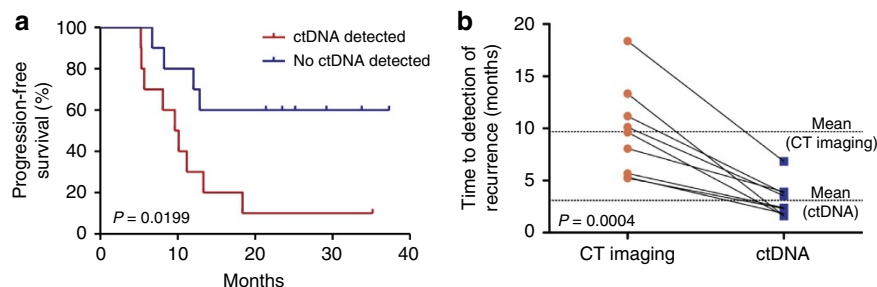 a
Progression-free
survival (%)
100
80
60
40
20
0
ctDNA detected
No ctDNA detected
P = 0.0199
0
10
20
30
40
Months
b
Time to detection of
recurrence (months)
20
15
10
5
0
Mean
(CT imaging)
Mean
(ctDNA)
P = 0.0004
CT imaging
ctDNA